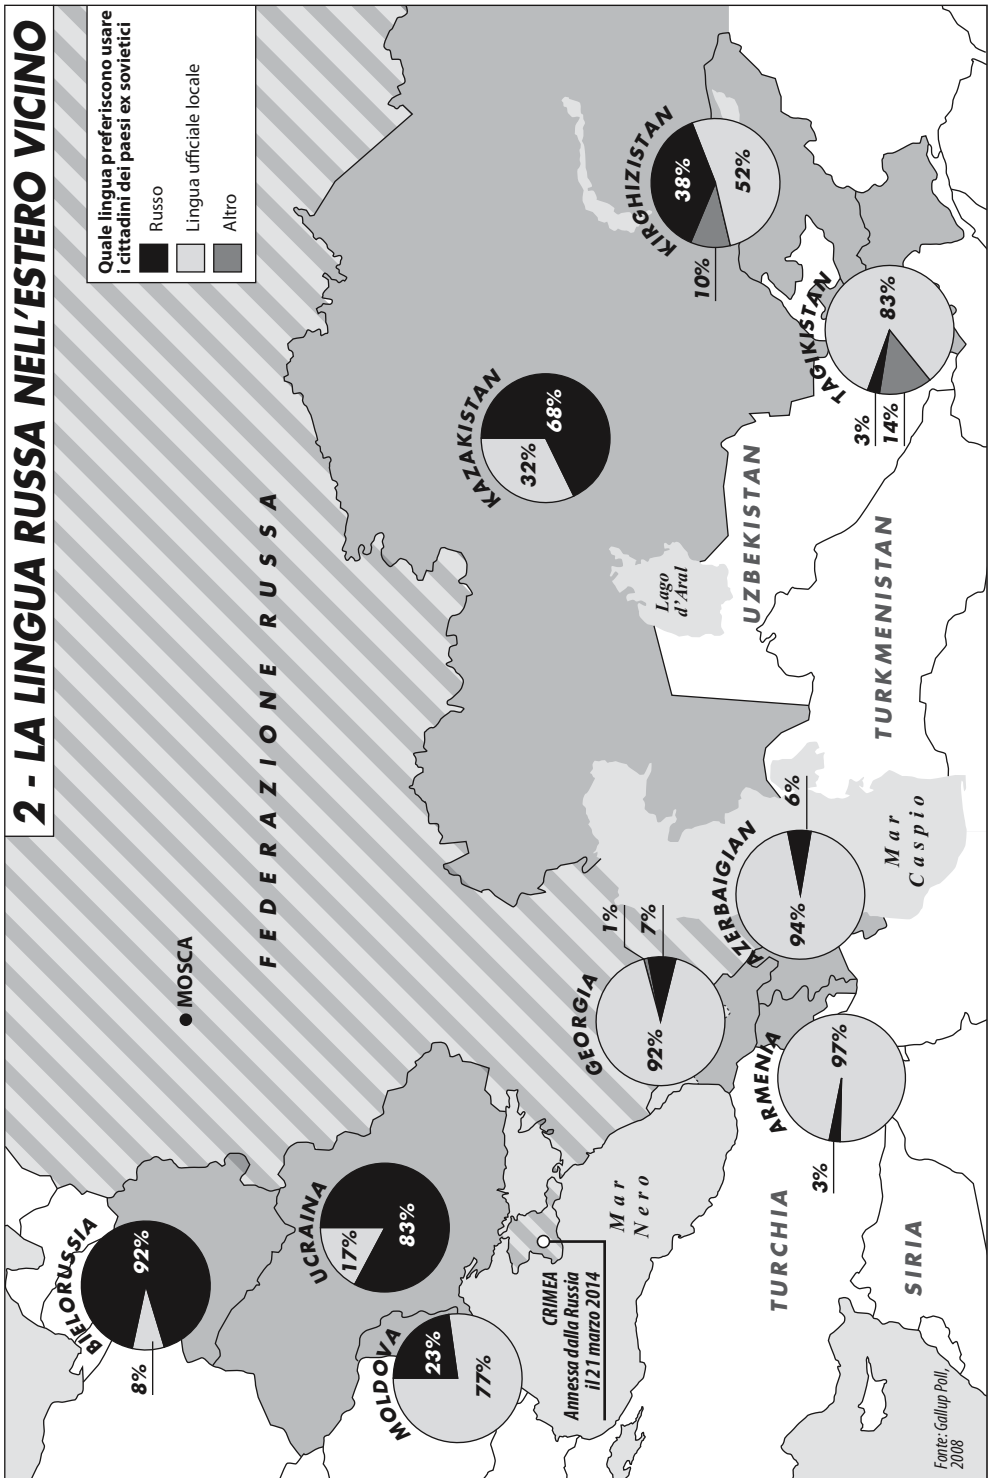 2 - LA LINGUA RUSSA NELL'ESTERO VICINO
Quale lingua preferiscono usare
i cittadini dei paesi ex sovietici
Russo
Lingua ufficiale locale
Altro
FEDERAZIONE RUSSA
MOSCA
BIELORUSSIA
92%
8%
UCRAINA
17%
83%
MOLDOVA
23%
77%
CRIMEA
Annessa dalla Russia
il 21 marzo 2014
Mar
Nero
GEORGIA
1%
7%
92%
ARMENIA
97%
3%
AZERBAIGIAN
6%
94%
Mar
Caspio
KAZAKISTAN
32%
68%
Lago
d'Aral
KIRGHIZISTAN
38%
52%
10%
TAGIKISTAN
83%
3%
14%
UZBEKISTAN
TURKMENISTAN
TURCHIA
SIRIA
Fonte: Gallup Poll,
2008